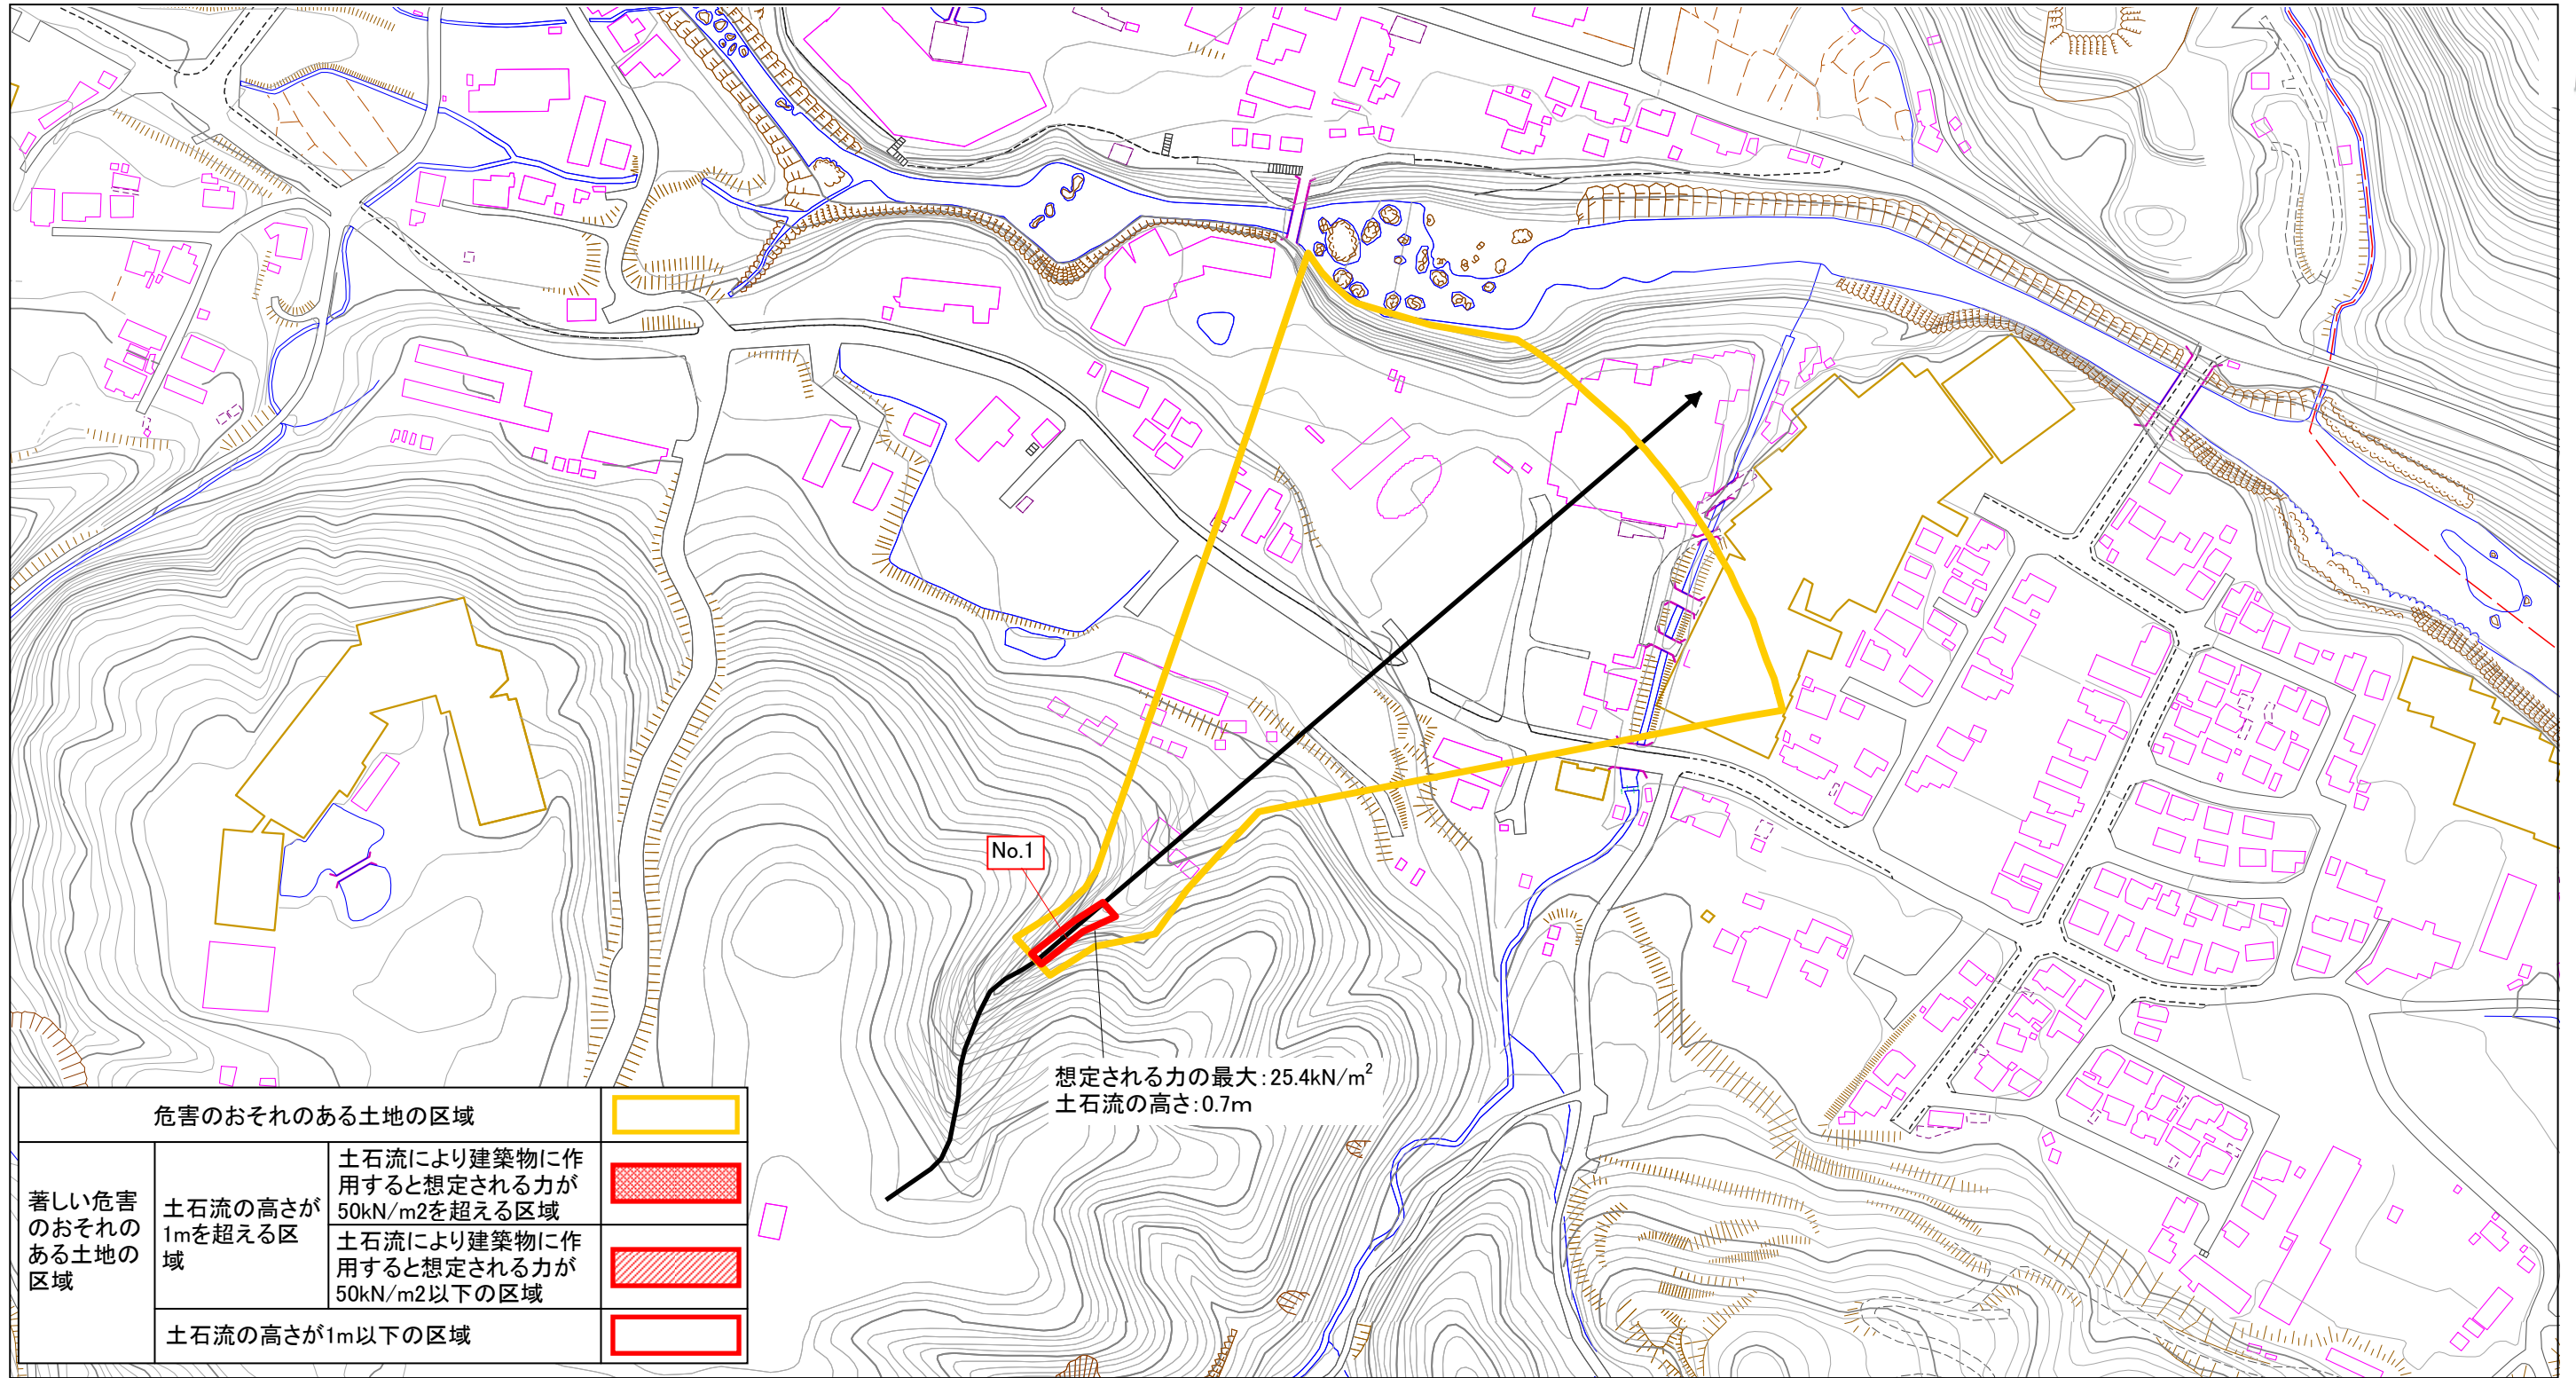 No.1
想定される力の最大:25.4kN/m²
土石流の高さ:0.7m
危害のおそれのある土地の区域
著しい危害
のおそれの
ある土地の
区域
土石流の高さが
1mを超える区
域
土石流により建築物に作
用すると想定される力が
50kN/m2を超える区域
土石流により建築物に作
用すると想定される力が
50kN/m2以下の区域
土石流の高さが1m以下の区域